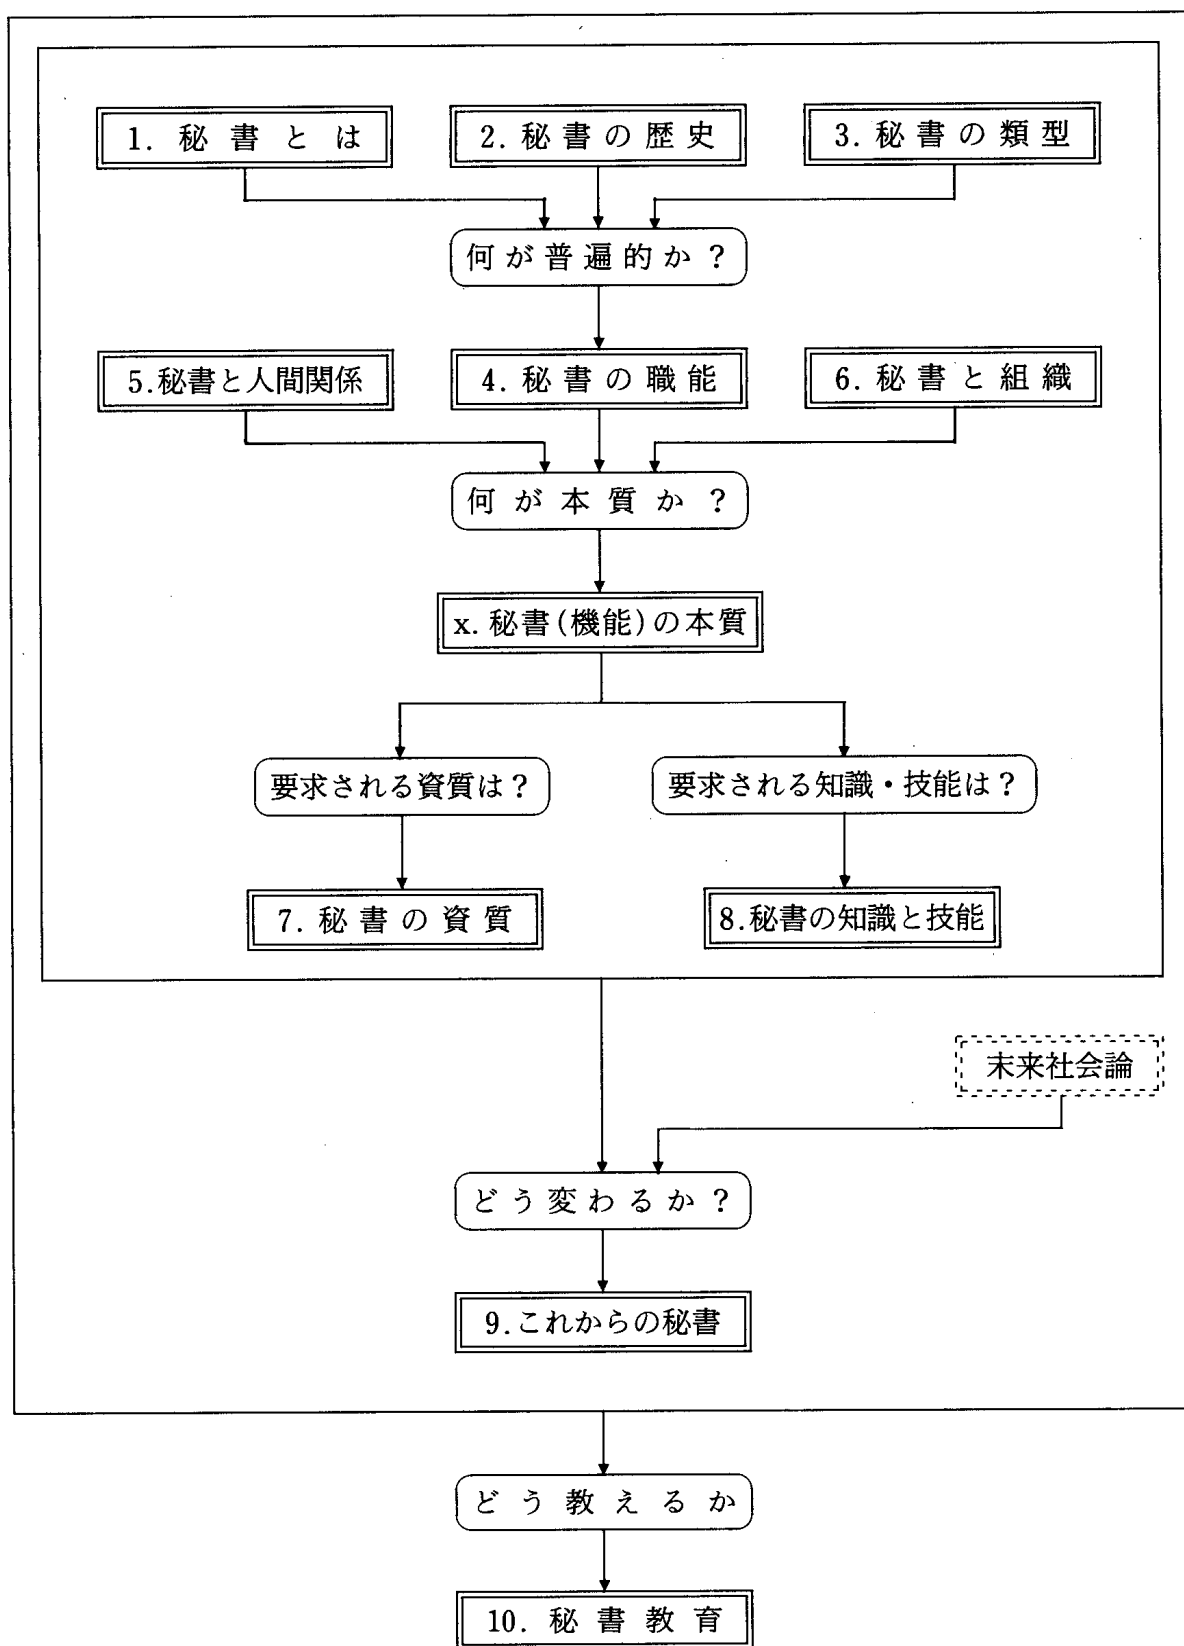 1. 秘書とは
2. 秘書の歴史
3. 秘書の類型
何が普遍的か？
5.秘書と人間関係
4. 秘書の職能
6. 秘書と組織
何が本質か？
x. 秘書(機能)の本質
要求される資質は？
要求される知識・技能は？
7. 秘書の資質
8.秘書の知識と技能
未来社会論
どう変わるか？
9.これからの秘書
どう教えるか
10. 秘書教育